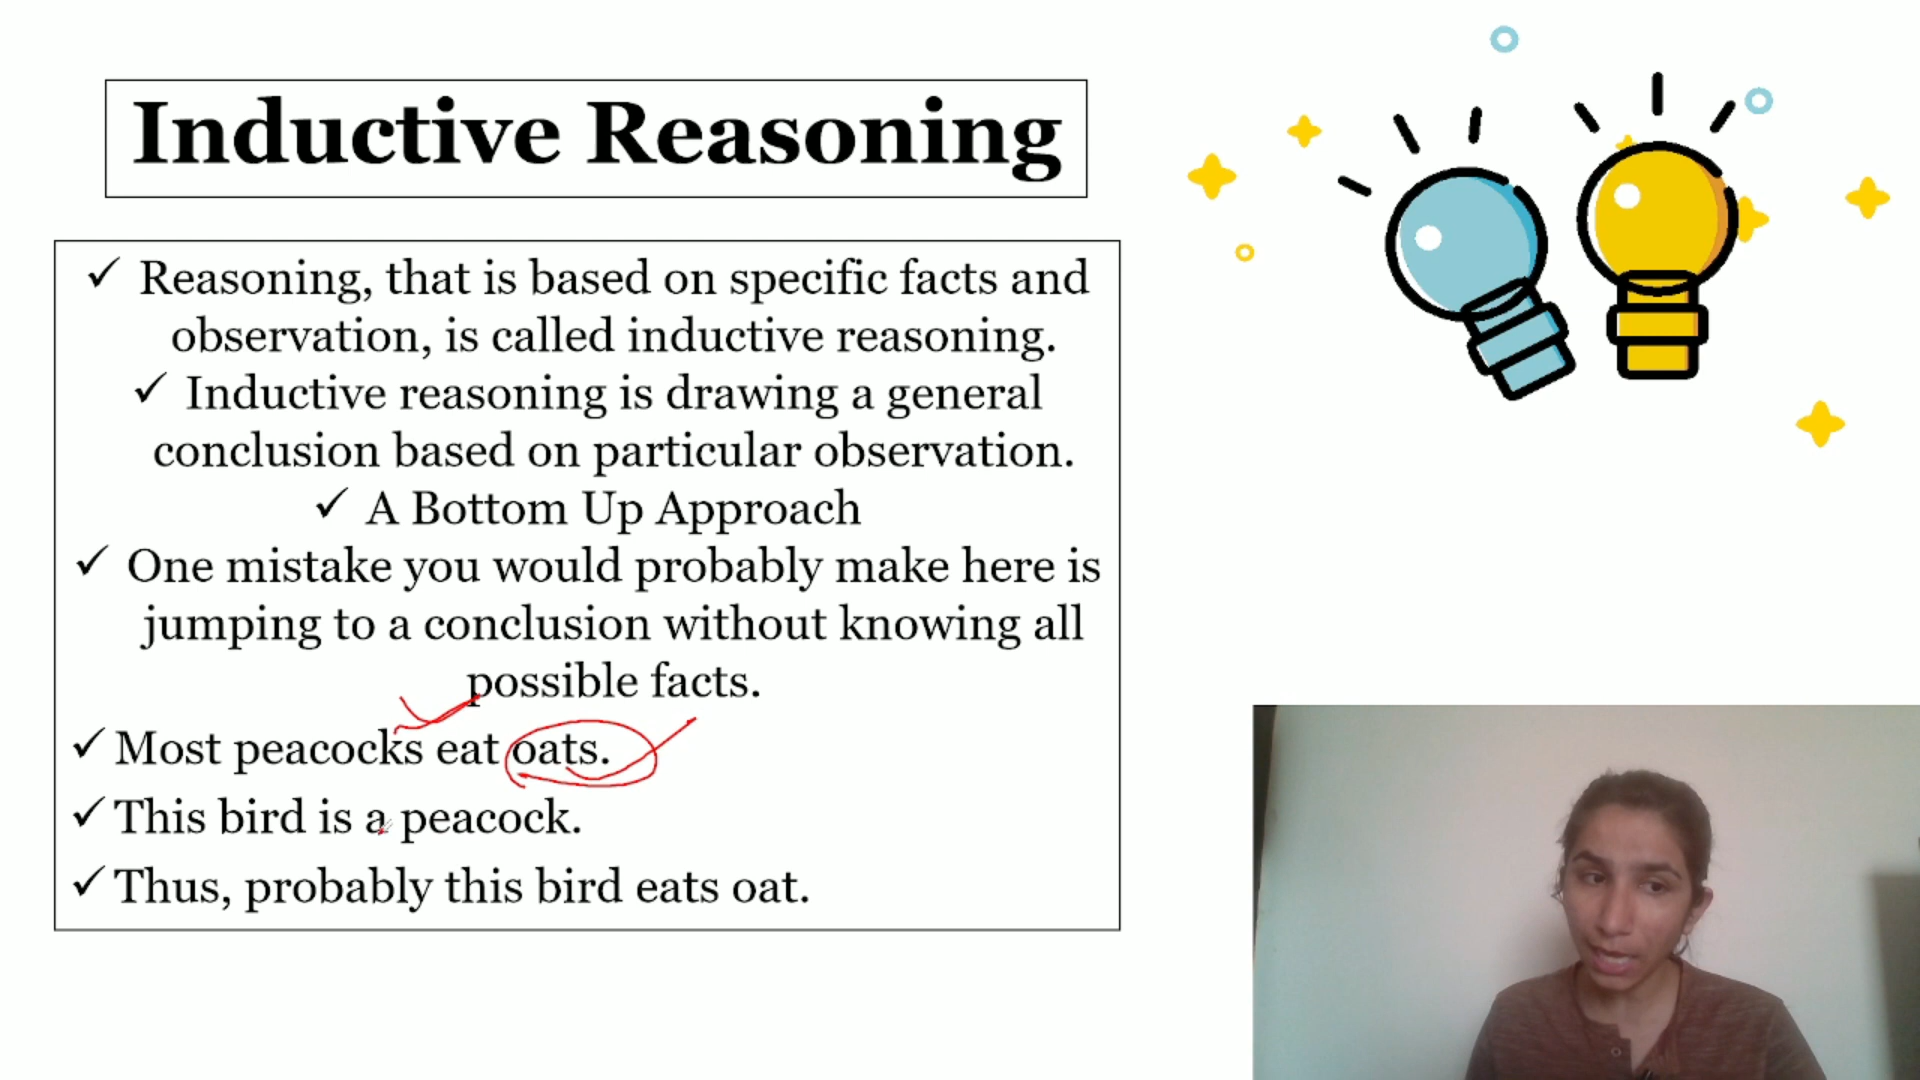 Inductive Reasoning
✓ Reasoning, that is based on specific facts and
observation, is called inductive reasoning.
✓ Inductive reasoning is drawing a general
conclusion based on particular observation.
✓ A Bottom Up Approach
✓ One mistake you would probably make here is
jumping to a conclusion without knowing all
possible facts.
✓ Most peacocks eat oats.
✓ This bird is a peacock.
✓ Thus, probably this bird eats oat.